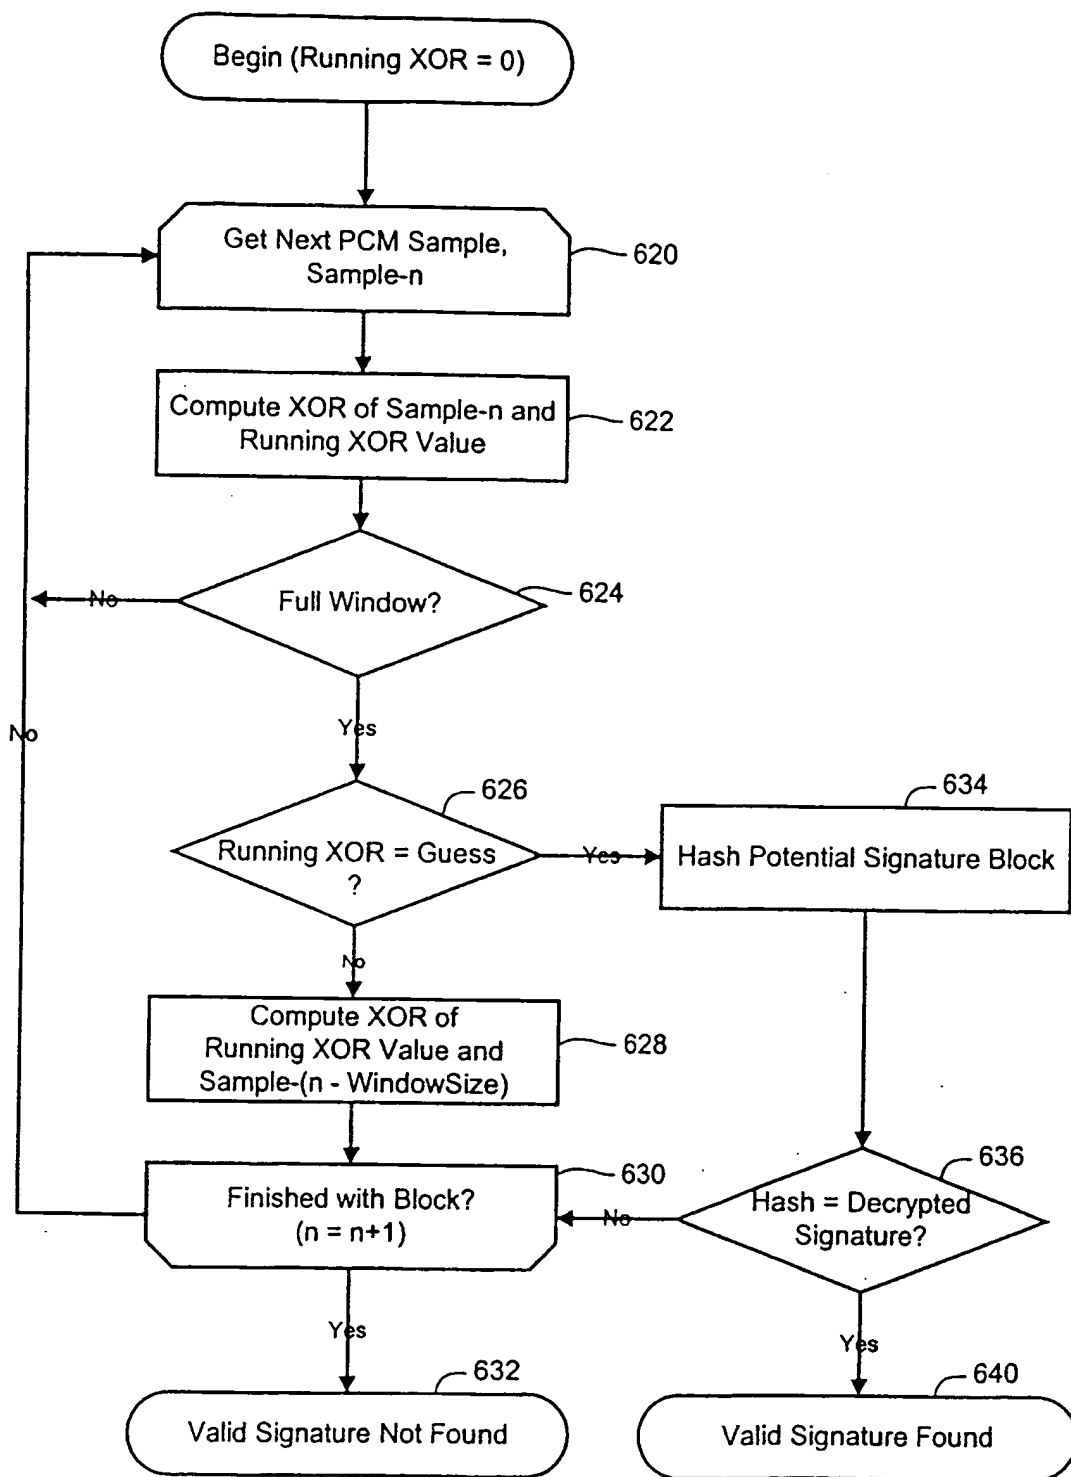 Begin (Running XOR = 0)
Get Next PCM Sample,
Sample-n
620
Compute XOR of Sample-n and
Running XOR Value
622
Full Window?
624
No
No
Yes
Running XOR = Guess
?
626
Yes
Hash Potential Signature Block
634
No
Compute XOR of
Running XOR Value and
Sample-(n - WindowSize)
628
Finished with Block?
(n = n+1)
630
No
Hash = Decrypted
Signature?
636
Yes
Yes
Valid Signature Not Found
632
Valid Signature Found
640